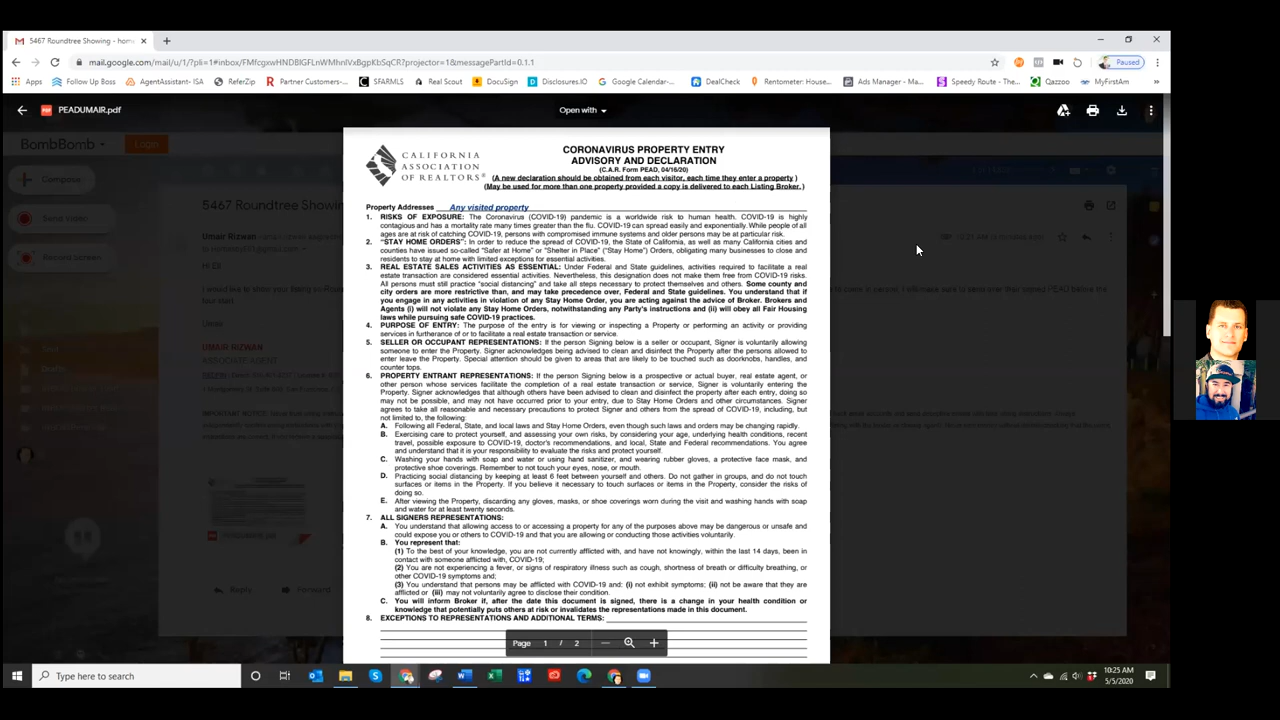 5467 Roundtree Showing - hom
mail.google.com/mail/u/1/?pli=1#inbox/FMfcgxwHNDBlGFLnWMhnlVxBgpKbSqCR?projector=1&messagePartId=0.1.1
Paused
Apps Follow Up Boss AgentAssistant- ISA ReferZip Partner Customers-... SFARMLS Real Scout DocuSign Disclosures.IO Google Calendar-... DealCheck Rentometer: House... Ads Manager - Ma... Speedy Route - The... Qazzoo MyFirstAm
PEADUMAIR.pdf
Open with
BombBomb Login
Compose
Send Video
Record Screen
5467 Roundtree Showing
Umair Rizwan
UMAIR RIZWAN
Reply
Forward
CALIFORNIA
ASSOCIATION
OF REALTORS®
CORONAVIRUS PROPERTY ENTRY
ADVISORY AND DECLARATION
(C.A.R. Form PEAD, 04/16/20)
(A new declaration should be obtained from each visitor, each time they enter a property )
(May be used for more than one property provided a copy is delivered to each Listing Broker.)
Property Addresses Any visited property
1. RISKS OF EXPOSURE: The Coronavirus (COVID-19) pandemic is a worldwide risk to human health. COVID-19 is highly
contagious and has a mortality rate many times greater than the flu. COVID-19 can spread easily and exponentially. While people of all
ages are at risk of catching COVID-19, persons with compromised immune systems and older persons may be at particular risk.
2. "STAY HOME ORDERS": In order to reduce the spread of COVID-19, the State of California, as well as many California cities and
counties have issued so-called "Safer at Home" or "Shelter in Place" ("Stay Home") Orders, obligating many businesses to close and
residents to stay at home with limited exceptions for essential activities.
3. REAL ESTATE SALES ACTIVITIES AS ESSENTIAL: Under Federal and State guidelines, activities required to facilitate a real
estate transaction are considered essential activities. Nevertheless, this designation does not make them free from COVID-19 risks.
All persons must still practice "social distancing" and take all steps necessary to protect themselves and others. Some county and
city orders are more restrictive than, and may take precedence over, Federal and State guidelines. You understand that if
you engage in any activities in violation of any Stay Home Order, you are acting against the advice of Broker. Brokers and
Agents (i) will not violate any Stay Home Orders, notwithstanding any Party's instructions and (ii) will obey all Fair Housing
laws while pursuing safe COVID-19 practices.
4. PURPOSE OF ENTRY: The purpose of the entry is for viewing or inspecting a Property or performing an activity or providing
services in furtherance of or to facilitate a real estate transaction or service.
5. SELLER OR OCCUPANT REPRESENTATIONS: If the person Signing below is a seller or occupant, Signer is voluntarily allowing
someone to enter the Property. Signer acknowledges being advised to clean and disinfect the Property after the persons allowed to
enter leave the Property. Special attention should be given to areas that are likely to be touched such as doorknobs, handles, and
counter tops.
6. PROPERTY ENTRANT REPRESENTATIONS: If the person Signing below is a prospective or actual buyer, real estate agent, or
other person whose services facilitate the completion of a real estate transaction or service, Signer is voluntarily entering the
Property. Signer acknowledges that although others have been advised to clean and disinfect the property after each entry, doing so
may not be possible, and may not have occurred prior to your entry, due to Stay Home Orders and other circumstances. Signer
agrees to take all reasonable and necessary precautions to protect Signer and others from the spread of COVID-19, including, but
not limited to, the following:
A. Following all Federal, State, and local laws and Stay Home Orders, even though such laws and orders may be changing rapidly.
B. Exercising care to protect yourself, and assessing your own risks, by considering your age, underlying health conditions, recent
travel, possible exposure to COVID-19, doctor's recommendations, and local, State and Federal recommendations. You agree
and understand that it is your responsibility to evaluate the risks and protect yourself.
C. Washing your hands with soap and water or using hand sanitizer, and wearing rubber gloves, a protective face mask, and
protective shoe coverings. Remember to not touch your eyes, nose, or mouth.
D. Practicing social distancing by keeping at least 6 feet between yourself and others. Do not gather in groups, and do not touch
surfaces or items in the Property. If you believe it necessary to touch surfaces or items in the Property, consider the risks of
doing so.
E. After viewing the Property, discarding any gloves, masks, or shoe coverings worn during the visit and washing hands with soap
and water for at least twenty seconds.
7. ALL SIGNERS REPRESENTATIONS:
A. You understand that allowing access to or accessing a property for any of the purposes above may be dangerous or unsafe and
could expose you or others to COVID-19 and that you are allowing or conducting those activities voluntarily.
B. You represent that:
(1) To the best of your knowledge, you are not currently afflicted with, and have not knowingly, within the last 14 days, been in
contact with someone afflicted with, COVID-19;
(2) You are not experiencing a fever, or signs of respiratory illness such as cough, shortness of breath or difficulty breathing, or
other COVID-19 symptoms and;
(3) You understand that persons may be afflicted with COVID-19 and: (i) not exhibit symptoms; (ii) not be aware that they are
afflicted or (iii) may not voluntarily agree to disclose their condition.
C. You will inform Broker if, after the date this document is signed, there is a change in your health condition or
knowledge that potentially puts others at risk or invalidates the representations made in this document.
8. EXCEPTIONS TO REPRESENTATIONS AND ADDITIONAL TERMS:
Page 1 / 2
Type here to search
10:25 AM
5/5/2020